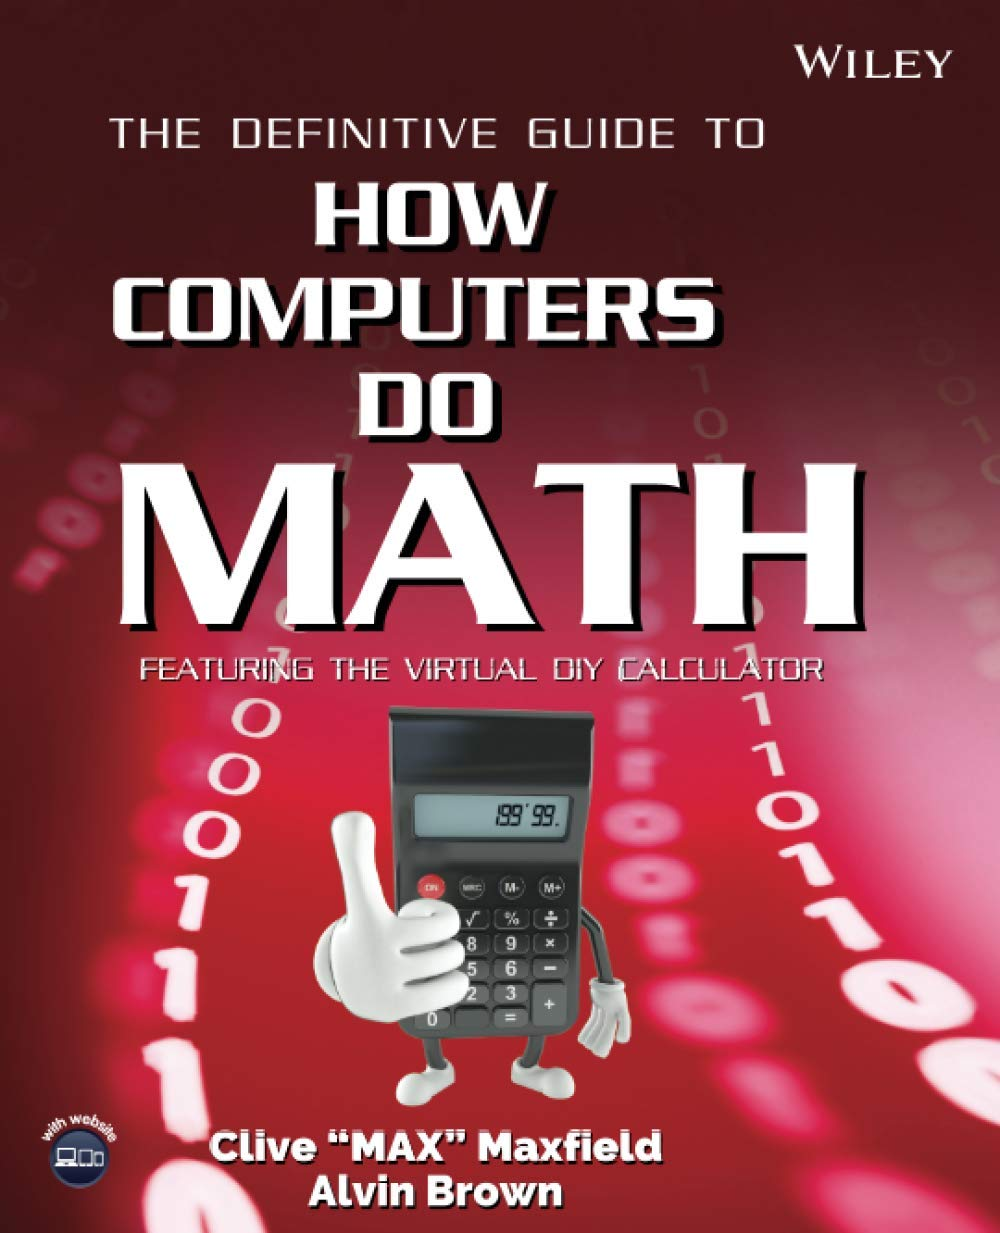 WILEY
THE DEFINITIVE GUIDE TO
HOW
COMPUTERS
DO
MATH
FEATURING THE VIRTUAL DIY CALCULATOR
199'99.
ON MRC M- M+
√ % ÷
8 9 ×
5 6 −
2 3 +
0 =
with website
Clive “MAX” Maxfield
Alvin Brown